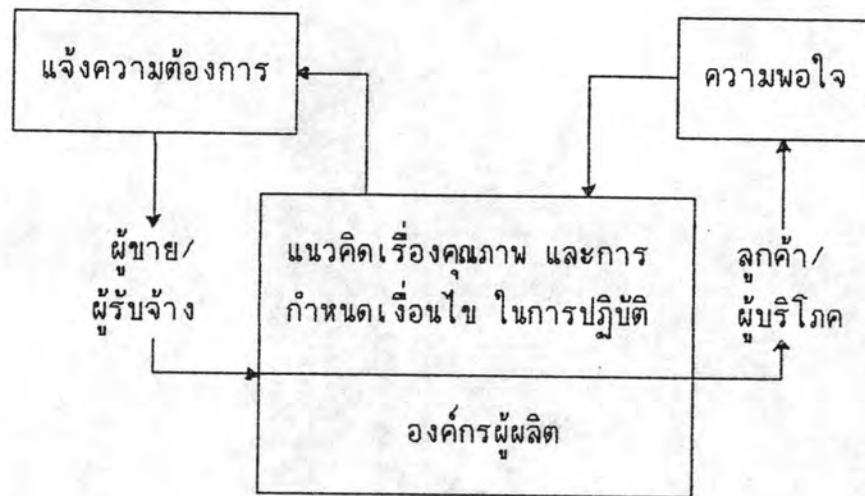 แจ้งความต้องการ
ความพอใจ
ผู้ขาย/
ผู้รับจ้าง
แนวคิดเรื่องคุณภาพ และการ
กำหนดเงื่อนไข ในการปฏิบัติ
ลูกค้า/
ผู้บริโภค
องค์กรผู้ผลิต